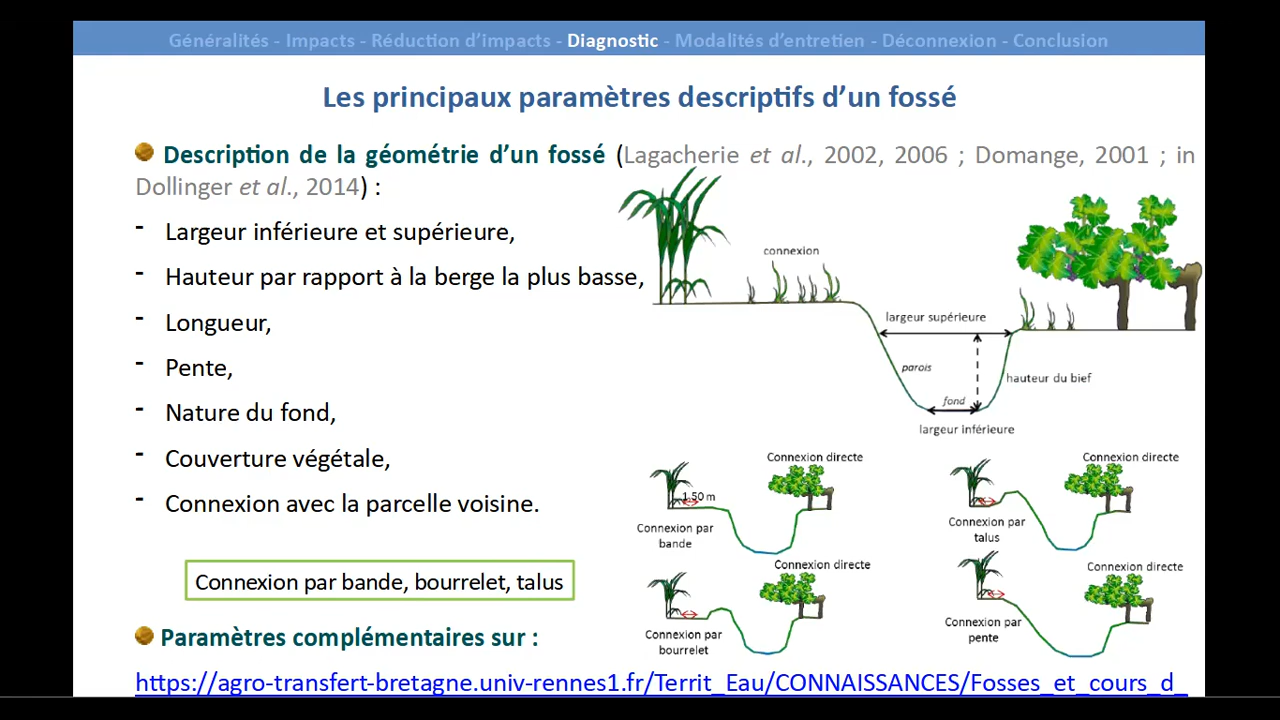 Généralités - Impacts - Réduction d'impacts - Diagnostic - Modalités d'entretien - Déconnexion - Conclusion
Les principaux paramètres descriptifs d'un fossé
Description de la géométrie d'un fossé (Lagacherie et al., 2002, 2006 ; Domange, 2001 ; in
Dollinger et al., 2014) :
- Largeur inférieure et supérieure,
- Hauteur par rapport à la berge la plus basse,
- Longueur,
- Pente,
- Nature du fond,
- Couverture végétale,
- Connexion avec la parcelle voisine.
Connexion par bande, bourrelet, talus
Paramètres complémentaires sur :
https://agro-transfert-bretagne.univ-rennes1.fr/Territ_Eau/CONNAISSANCES/Fosses_et_cours_d_
connexion
largeur supérieure
parois
hauteur du bief
fond
largeur inférieure
Connexion directe
1.50 m
Connexion par
bande
Connexion directe
Connexion par
talus
Connexion directe
Connexion par
bourrelet
Connexion directe
Connexion par
pente